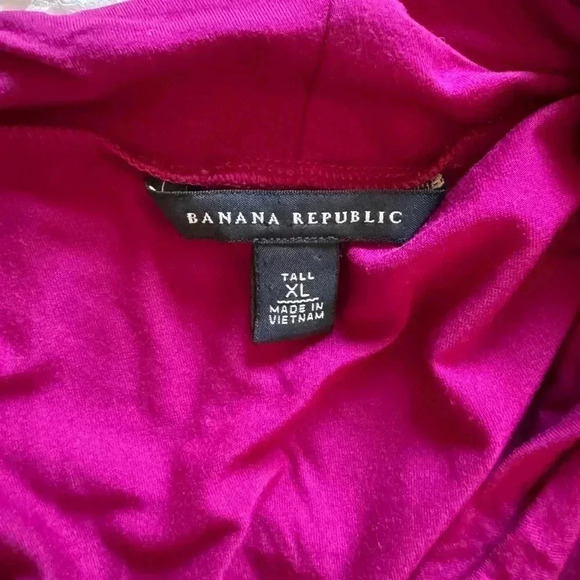 BANANA REPUBLIC
TALL
XL
MADE IN
VIETNAM